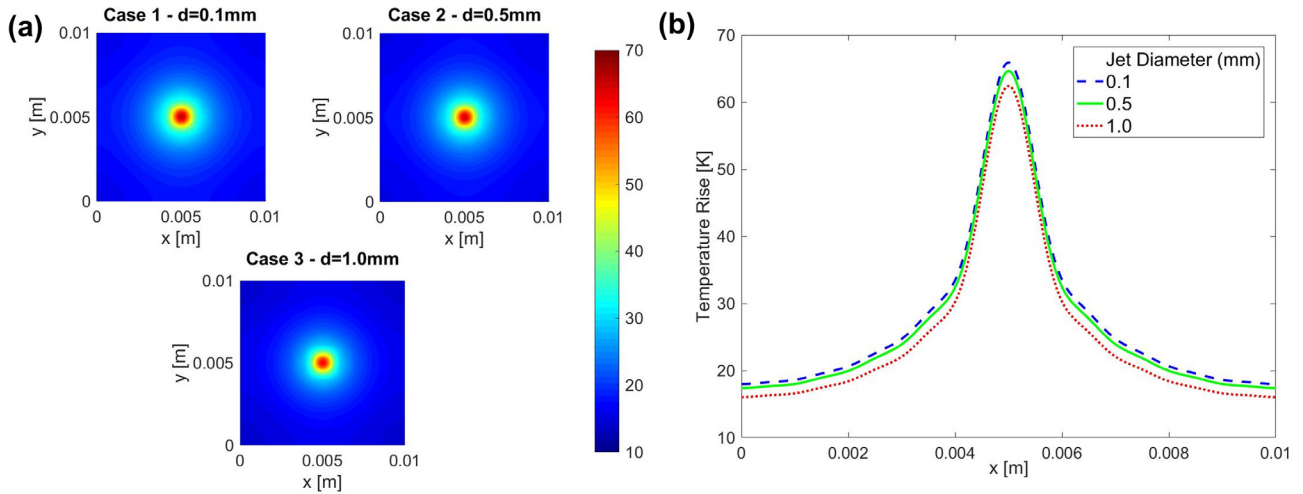 (a)
Case 1 - d=0.1mm
0.01
y [m]
0.005
0
0
0.005
0.01
x [m]
Case 2 - d=0.5mm
0.01
y [m]
0.005
0
0
0.005
0.01
x [m]
Case 3 - d=1.0mm
0.01
y [m]
0.005
0
0
0.005
0.01
x [m]
70
60
50
40
30
20
10
(b)
70
60
50
40
30
20
10
Temperature Rise [K]
0
0.002
0.004
0.006
0.008
0.01
x [m]
Jet Diameter (mm)
0.1
0.5
1.0